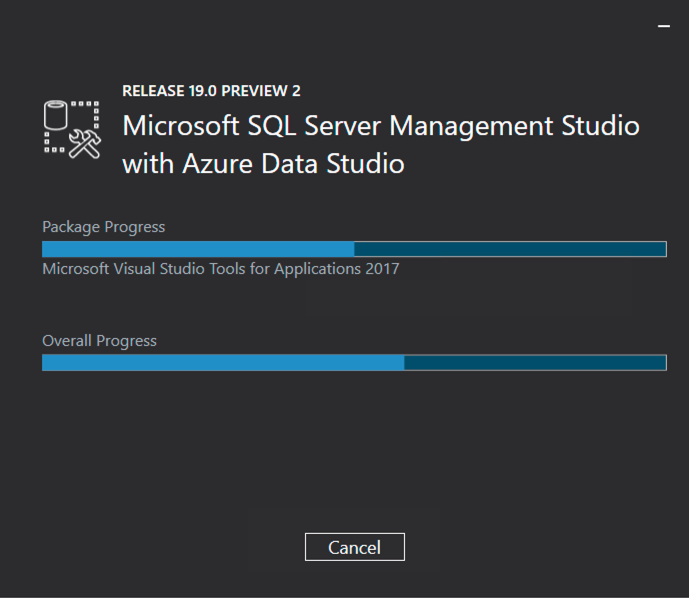 RELEASE 19.0 PREVIEW 2
Microsoft SQL Server Management Studio
with Azure Data Studio
Package Progress
Microsoft Visual Studio Tools for Applications 2017
Overall Progress
Cancel